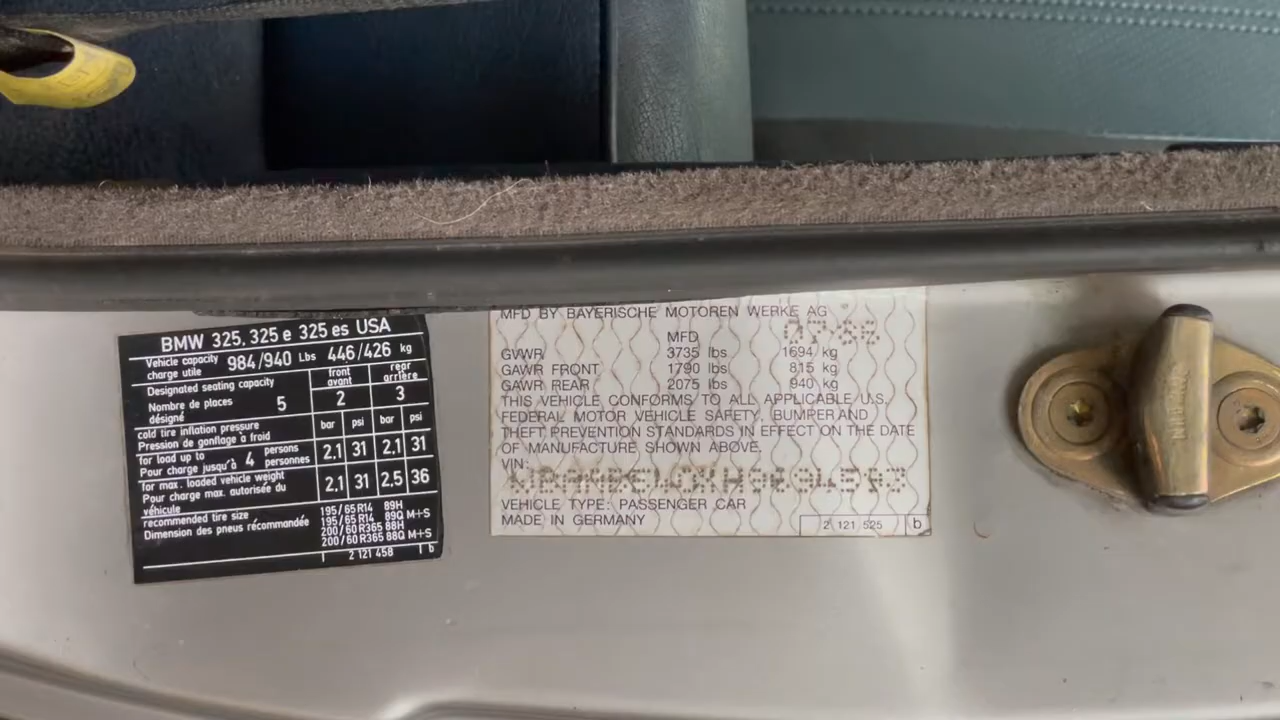 BMW 325, 325 e 325 es USA
Vehicle capacity 984/940 Lbs 446/426 kg
charge utile
Designated seating capacity front rear
avant arrière
Nombre de places 5 2 3
désigné
cold tire inflation pressure bar psi bar psi
Pression de gonflage à froid
for load up to 4 persons 2,1 31 2,1 31
Pour charge jusqu'à personnes
for max. loaded vehicle weight 2,1 31 2,5 36
Pour charge max. autorisée du
véhicule
recommended tire size 195/65R14 89H
Dimension des pneus récommandée 195/65R14 89Q M+S
200/60R365 88H
200/60R365 88Q M+S
2 121 458 b
MFD BY BAYERISCHE MOTOREN WERKE AG
MFD 07·86
GVWR 3735 lbs 1694 kg
GAWR FRONT 1790 lbs 815 kg
GAWR REAR 2075 lbs 940 kg
THIS VEHICLE CONFORMS TO ALL APPLICABLE U.S.
FEDERAL MOTOR VEHICLE SAFETY, BUMPER AND
THEFT PREVENTION STANDARDS IN EFFECT ON THE DATE
OF MANUFACTURE SHOWN ABOVE.
VIN:
VEHICLE TYPE: PASSENGER CAR
MADE IN GERMANY 2 121 525 b